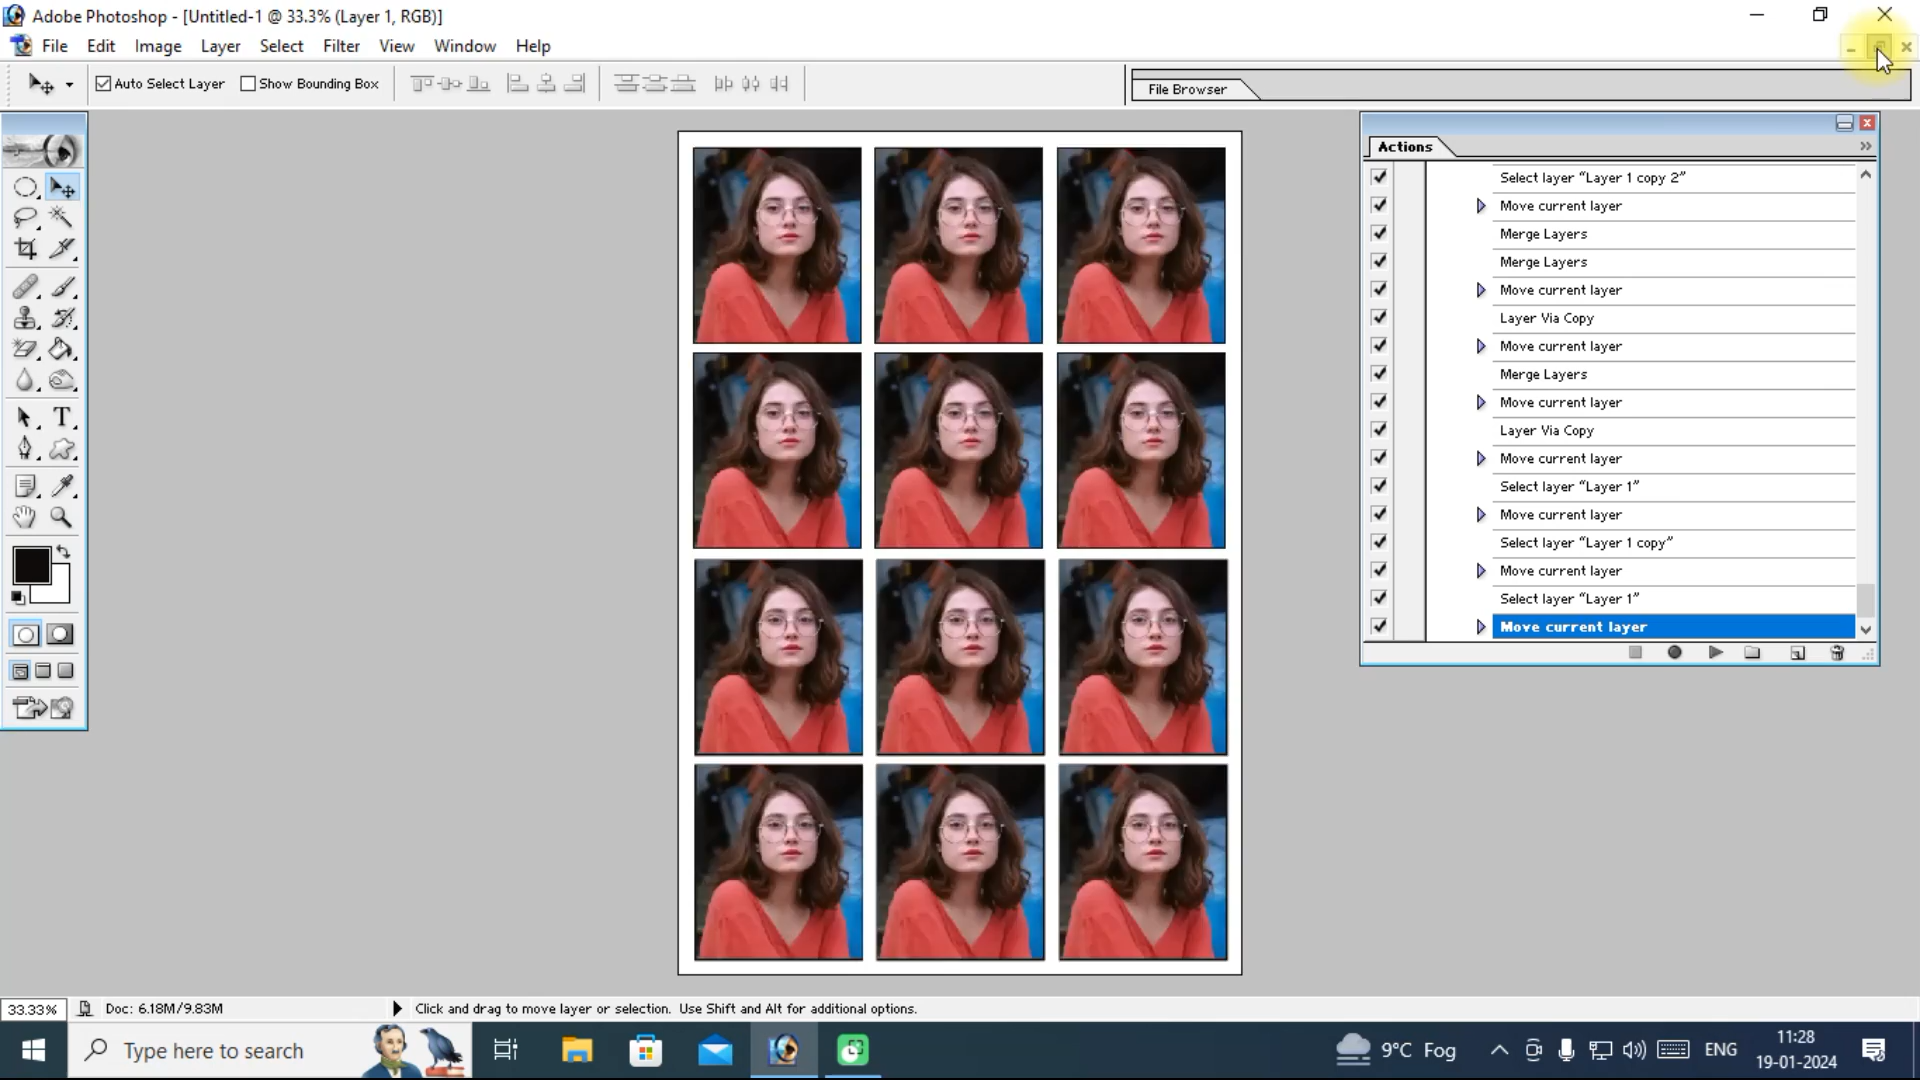 Adobe Photoshop - [Untitled-1 @ 33.3% (Layer 1, RGB)]
File Edit Image Layer Select Filter View Window Help
Auto Select Layer Show Bounding Box
File Browser
Actions
Select layer “Layer 1 copy 2”
Move current layer
Merge Layers
Merge Layers
Move current layer
Layer Via Copy
Move current layer
Merge Layers
Move current layer
Layer Via Copy
Move current layer
Select layer “Layer 1”
Move current layer
Select layer “Layer 1 copy”
Move current layer
Select layer “Layer 1”
Move current layer
T
33.33% Doc: 6.18M/9.83M Click and drag to move layer or selection. Use Shift and Alt for additional options.
Type here to search
9°C Fog
ENG
11:28
19-01-2024